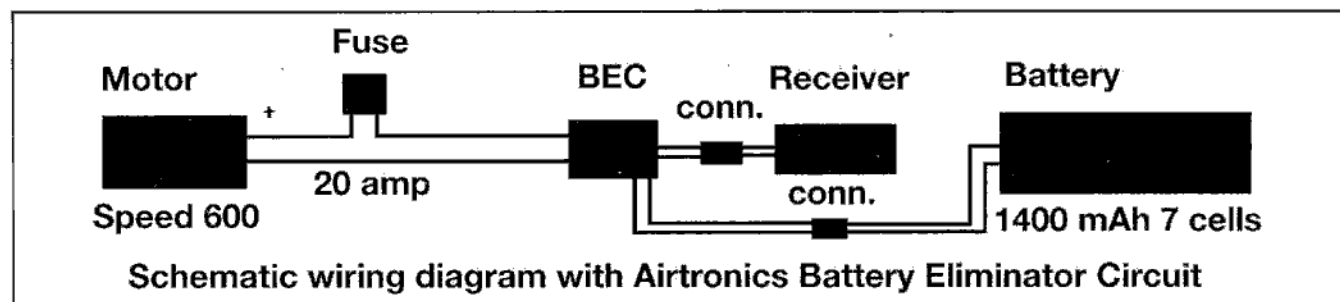 Fuse
Motor
BEC
Receiver
Battery
+
conn.
20 amp
conn.
Speed 600
1400 mAh 7 cells
Schematic wiring diagram with Airtronics Battery Eliminator Circuit